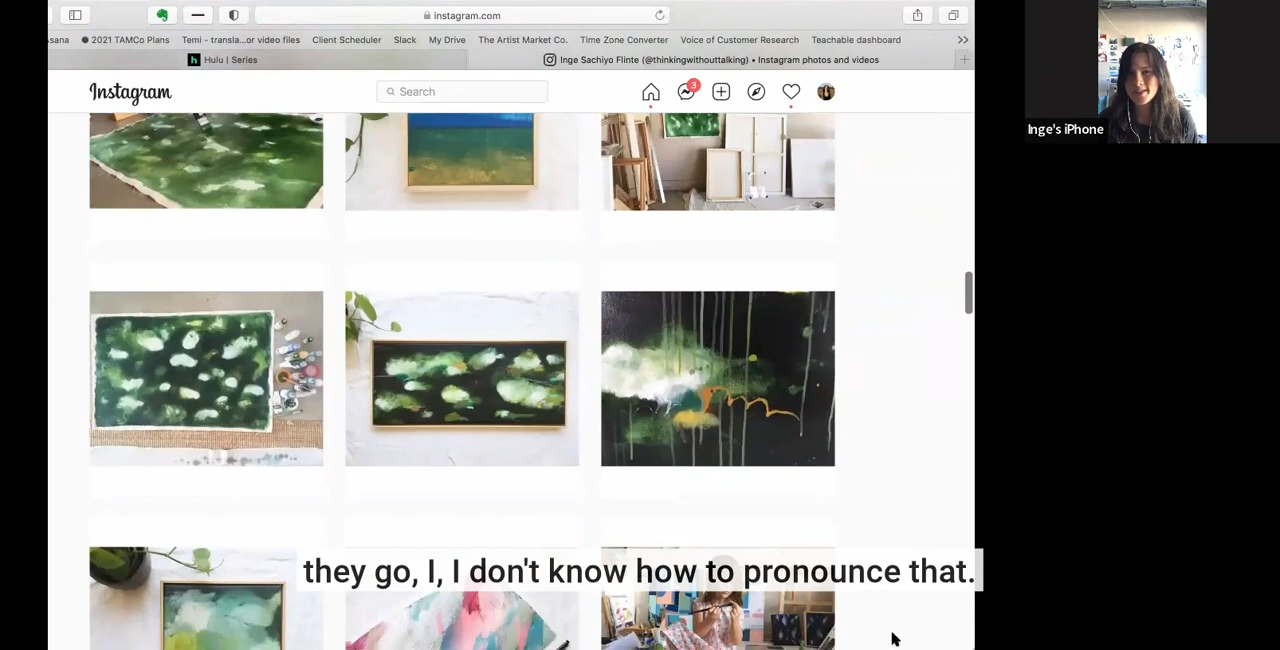 instagram.com
asana
2021 TAMCo Plans
Temi - transla...or video files
Client Scheduler
Slack
My Drive
The Artist Market Co.
Time Zone Converter
Voice of Customer Research
Teachable dashboard
h Hulu | Series
Inge Sachiyo Flinte (@thinkingwithouttalking) • Instagram photos and videos
Instagram
Search
3
Inge's iPhone
they go, I, I don't know how to pronounce that.